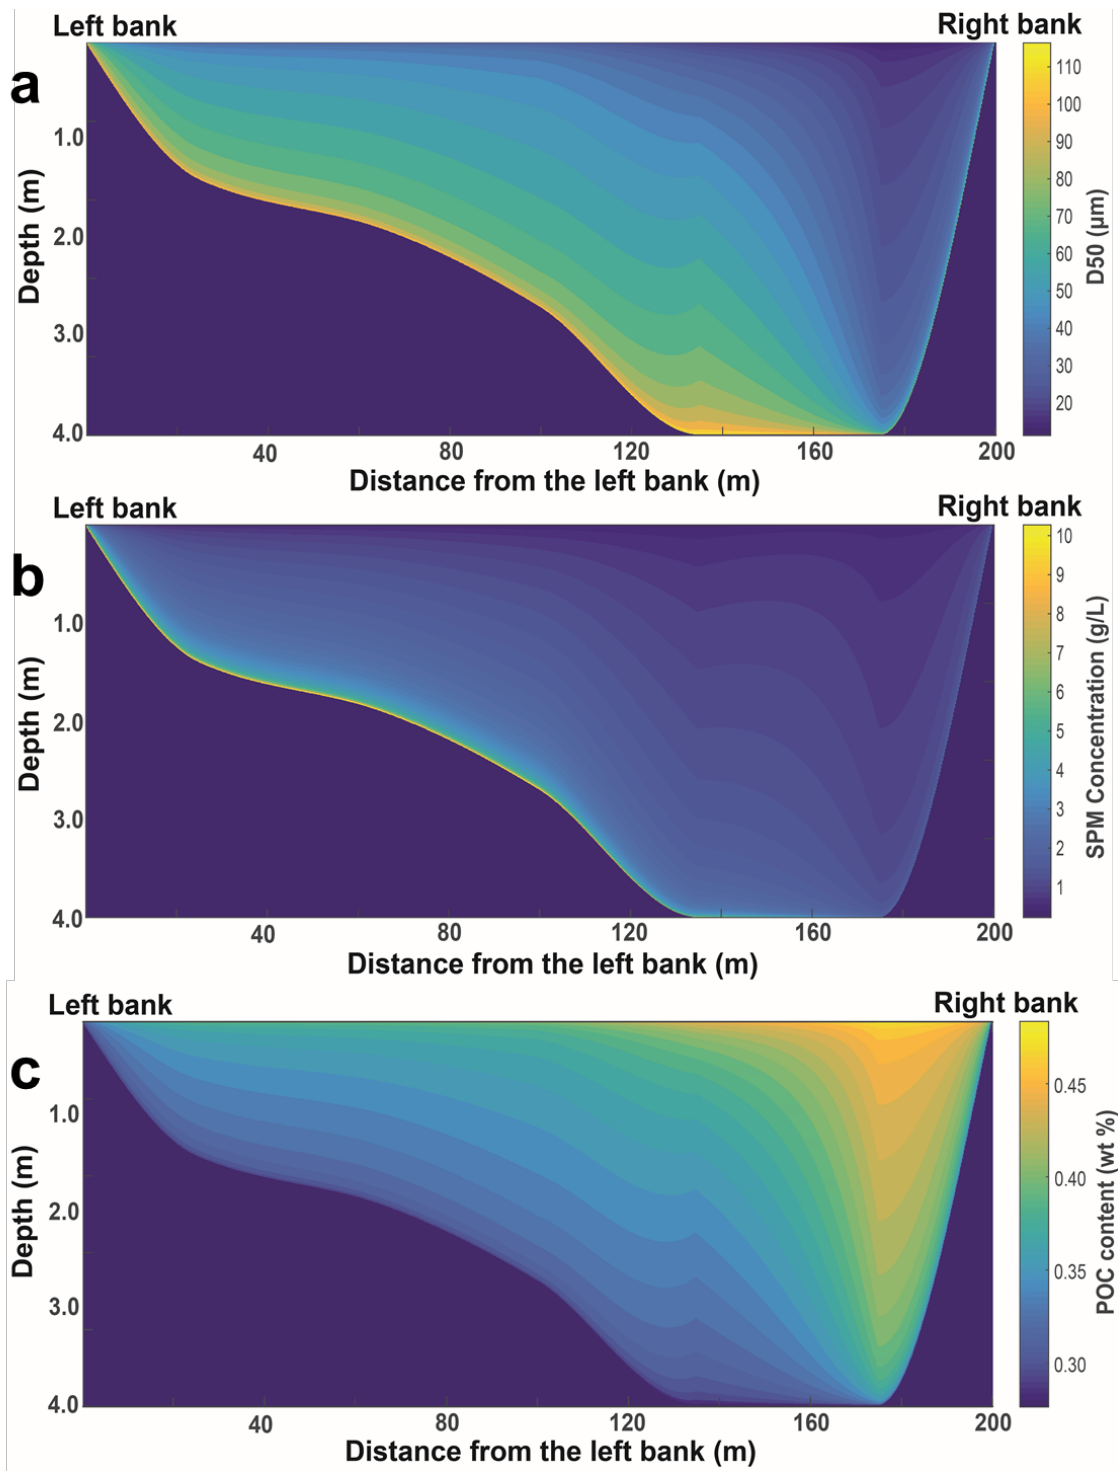 Left bank
Right bank
a
1.0
2.0
3.0
4.0
Depth (m)
40
80
120
160
200
Distance from the left bank (m)
110
100
90
80
70
60
50
40
30
20
D50 (μm)
Left bank
Right bank
b
1.0
2.0
3.0
4.0
Depth (m)
40
80
120
160
200
Distance from the left bank (m)
10
9
8
7
6
5
4
3
2
1
SPM Concentration (g/L)
Left bank
Right bank
c
1.0
2.0
3.0
4.0
Depth (m)
40
80
120
160
200
Distance from the left bank (m)
0.45
0.40
0.35
0.30
POC content (wt %)